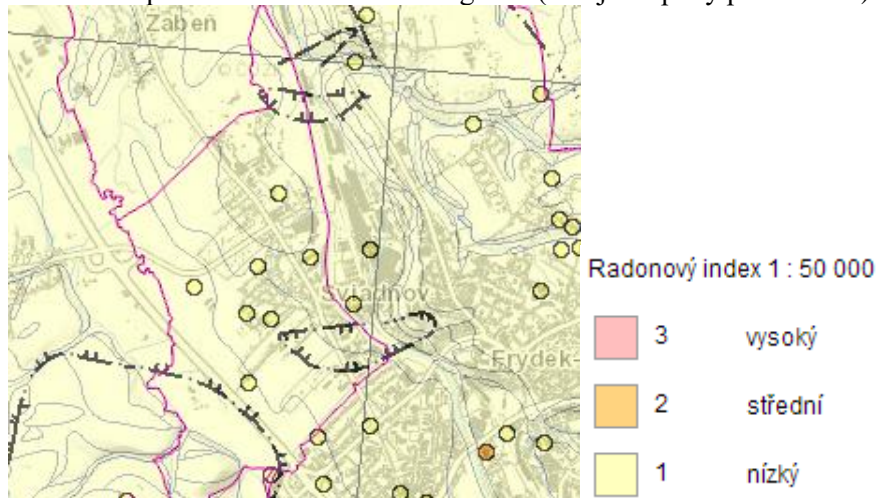 Žabeň
Sviadnov
Frýdek-
Radonový index 1 : 50 000
3 vysoký
2 střední
1 nízký